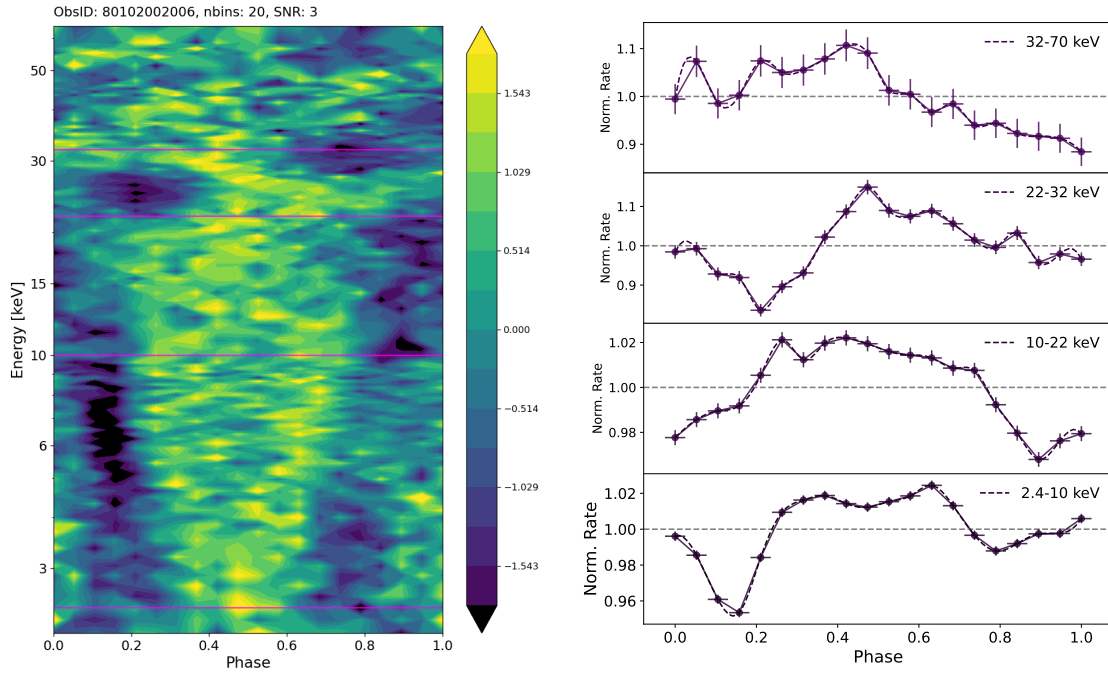 ObsID: 80102002006, nbins: 20, SNR: 3
Energy [keV]
50
30
15
10
6
3
0.0 0.2 0.4 0.6 0.8 1.0
Phase
1.543
1.029
0.514
0.000
−0.514
−1.029
−1.543
Norm. Rate
1.1
1.0
0.9
32-70 keV
Norm. Rate
1.1
1.0
0.9
22-32 keV
Norm. Rate
1.02
1.00
0.98
10-22 keV
Norm. Rate
1.02
1.00
0.98
0.96
2.4-10 keV
0.0 0.2 0.4 0.6 0.8 1.0
Phase